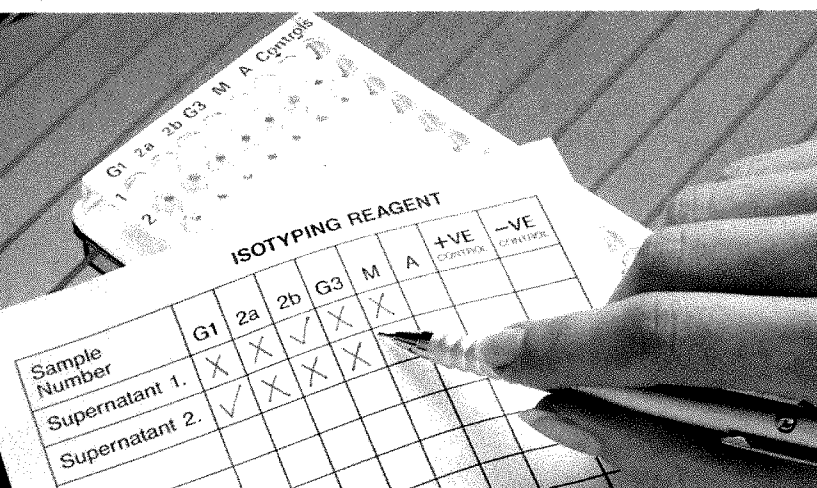 G1 2a 2b G3 M A Controls
1
2
ISOTYPING REAGENT
Sample Number G1 2a 2b G3 M A +VE CONTROL −VE CONTROL
Supernatant 1. X X ✓ X X
Supernatant 2. ✓ X X X